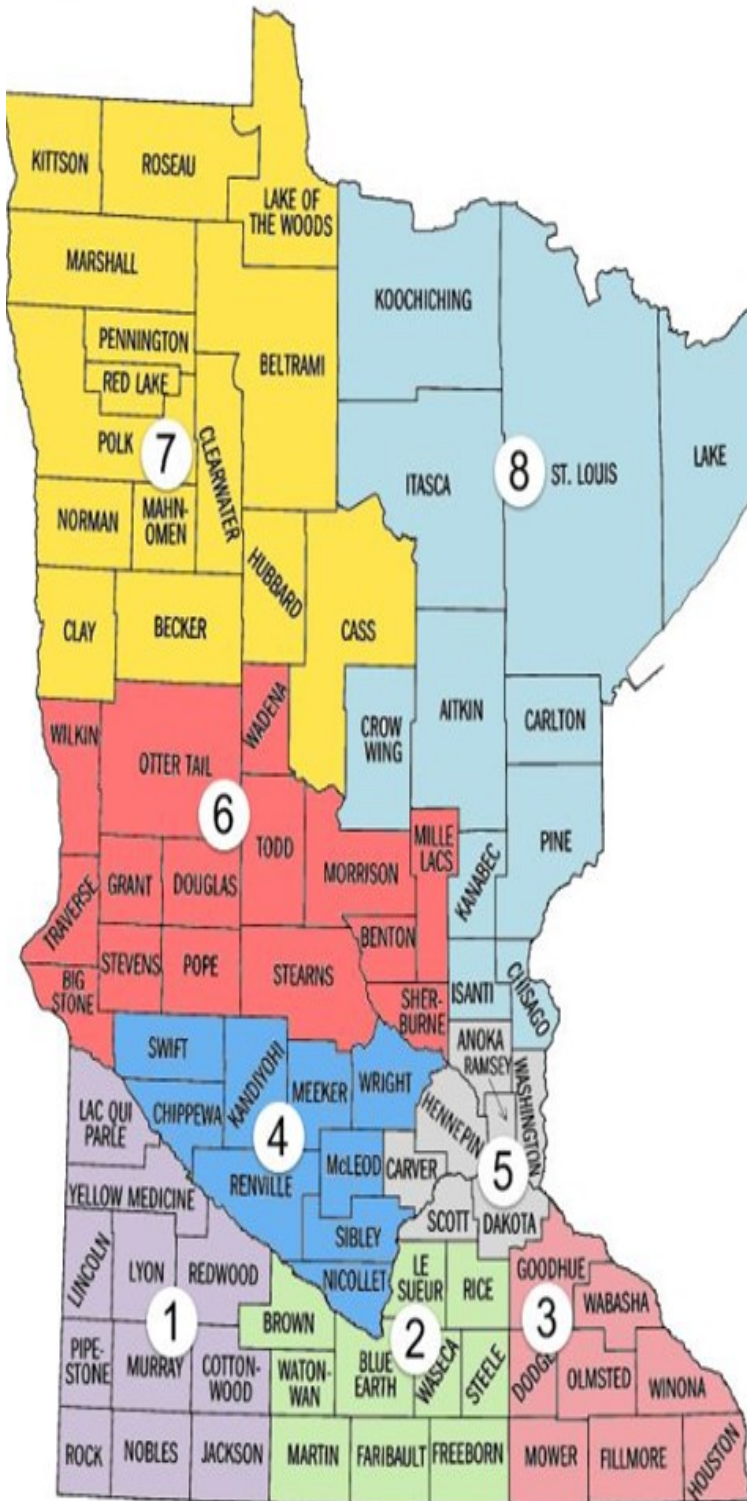 KITTSON
ROSEAU
LAKE OF
THE WOODS
MARSHALL
KOOCHICHING
PENNINGTON
BELTRAMI
RED LAKE
POLK
7
CLEARWATER
ITASCA
8
ST. LOUIS
LAKE
NORMAN
MAHN-
OMEN
HUBBARD
CLAY
BECKER
CASS
WADENA
AITKIN
CARLTON
WILKIN
CROW
WING
OTTER TAIL
6
TODD
MILLE
LACS
PINE
KANABEC
GRANT
DOUGLAS
MORRISON
TRAVERSE
BENTON
STEVENS
POPE
STEARNS
BIG
STONE
SHER-
BURNE
ISANTI
CHISAGO
SWIFT
KANDIYOHI
ANOKA
RAMSEY
WASHINGTON
MEEKER
WRIGHT
LAC QUI
PARLE
CHIPPEWA
4
HENNEPIN
McLEOD
CARVER
5
RENVILLE
YELLOW MEDICINE
SCOTT
DAKOTA
SIBLEY
LINCOLN
LYON
REDWOOD
NICOLLET
LE
SUEUR
RICE
GOODHUE
WABASHA
1
BROWN
2
3
PIPE-
STONE
MURRAY
COTTON-
WOOD
WATON-
WAN
BLUE
EARTH
WASECA
STEELE
DODGE
OLMSTED
WINONA
ROCK
NOBLES
JACKSON
MARTIN
FARIBAULT
FREEBORN
MOWER
FILLMORE
HOUSTON